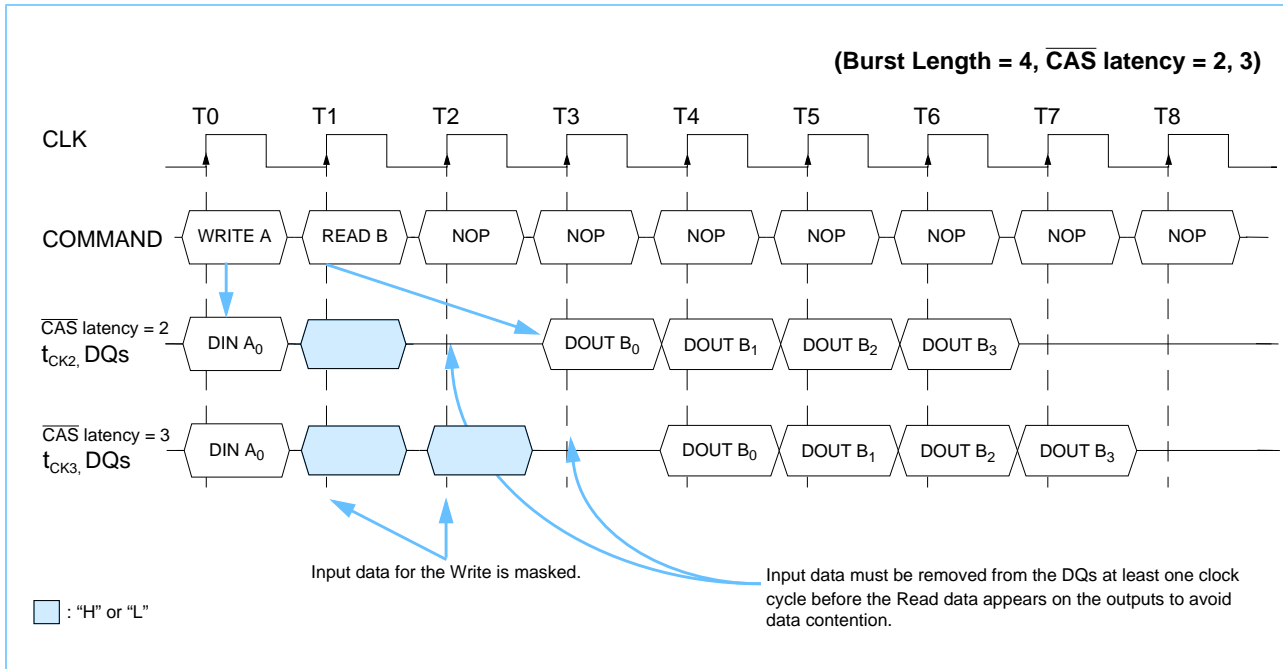 (Burst Length = 4, CAS latency = 2, 3)
T0 T1 T2 T3 T4 T5 T6 T7 T8
CLK
COMMAND WRITE A READ B NOP NOP NOP NOP NOP NOP NOP
CAS latency = 2
tCK2, DQs DIN A0 DOUT B0 DOUT B1 DOUT B2 DOUT B3
CAS latency = 3
tCK3, DQs DIN A0 DOUT B0 DOUT B1 DOUT B2 DOUT B3
Input data for the Write is masked.
Input data must be removed from the DQs at least one clock
cycle before the Read data appears on the outputs to avoid
data contention.
: “H” or “L”